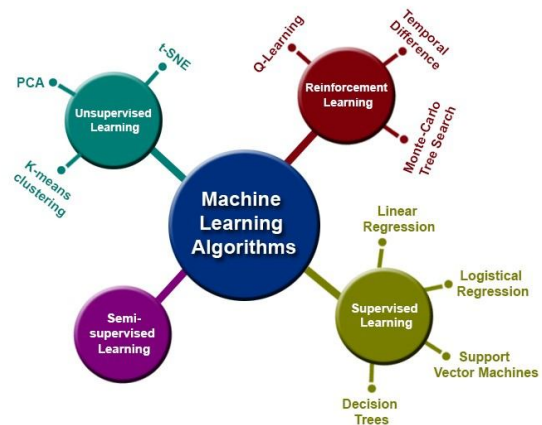 Machine
Learning
Algorithms
Unsupervised
Learning
PCA
t-SNE
K-means
clustering
Reinforcement
Learning
Q-Learning
Temporal
Difference
Monte-Carlo
Tree Search
Supervised
Learning
Linear
Regression
Logistical
Regression
Support
Vector Machines
Decision
Trees
Semi-
supervised
Learning